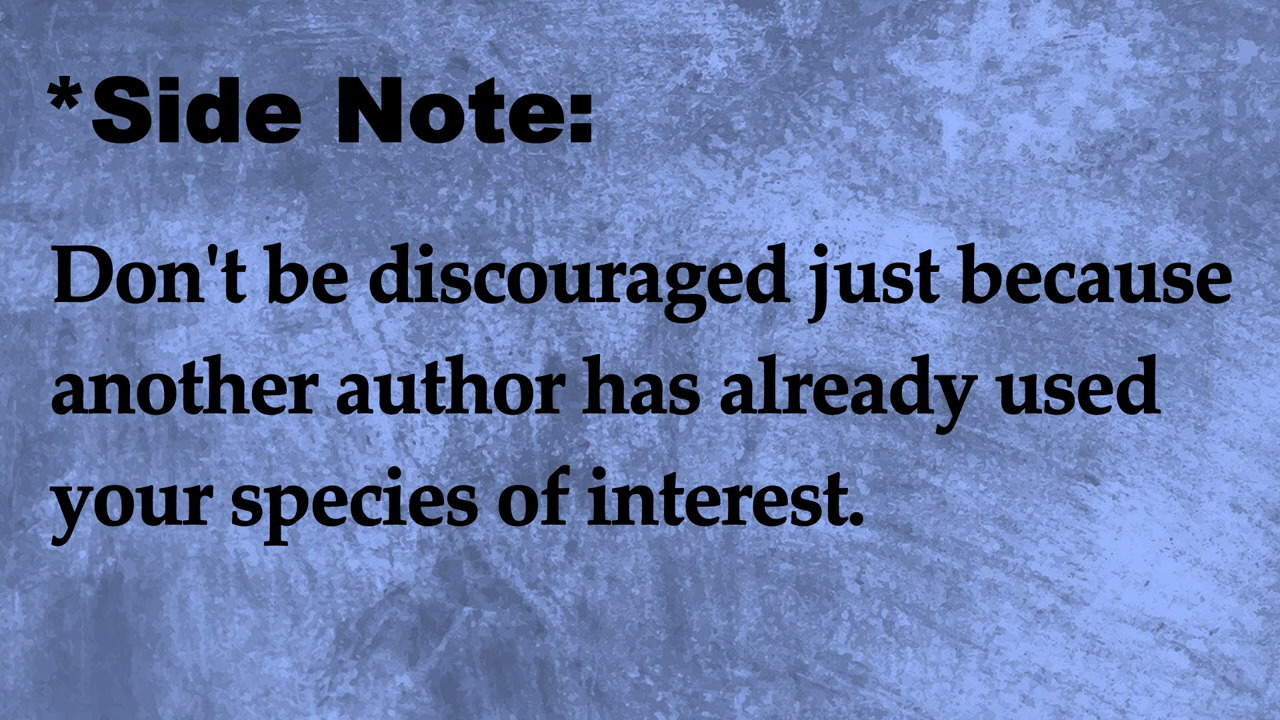 *Side Note:
Don't be discouraged just because
another author has already used
your species of interest.